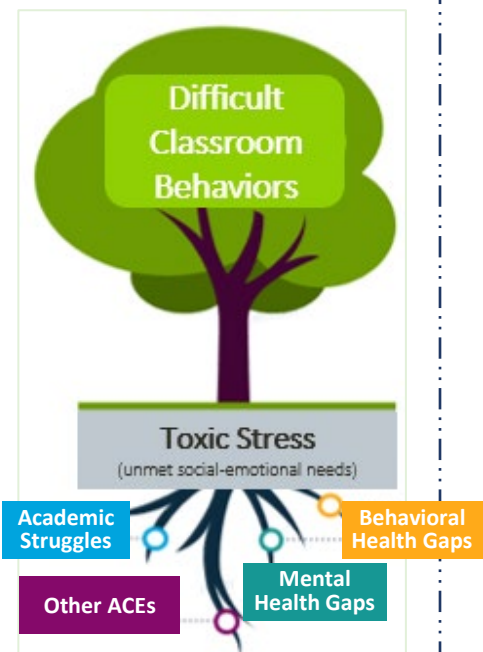 Difficult
Classroom
Behaviors
Toxic Stress
(unmet social-emotional needs)
Academic
Struggles
Behavioral
Health Gaps
Other ACEs
Mental
Health Gaps